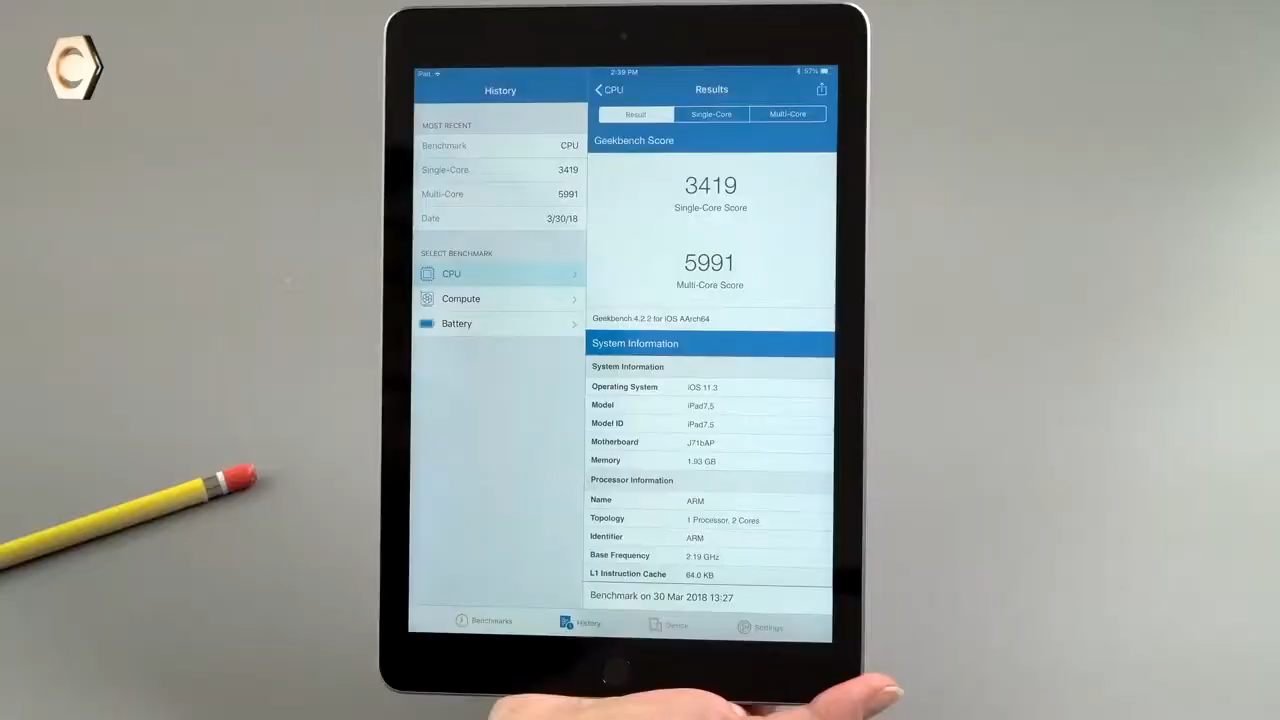 iPad
2:39 PM
57%
History
CPU
Results
Result
Single-Core
Multi-Core
MOST RECENT
Benchmark CPU
Single-Core 3419
Multi-Core 5991
Date 3/30/18
SELECT BENCHMARK
CPU
Compute
Battery
Geekbench Score
3419
Single-Core Score
5991
Multi-Core Score
Geekbench 4.2.2 for iOS AArch64
System Information
System Information
Operating System iOS 11.3
Model iPad7,5
Model ID iPad7,5
Motherboard J71bAP
Memory 1.93 GB
Processor Information
Name ARM
Topology 1 Processor, 2 Cores
Identifier ARM
Base Frequency 2.19 GHz
L1 Instruction Cache 64.0 KB
Benchmark on 30 Mar 2018 13:27
Benchmarks
History
Device
Settings